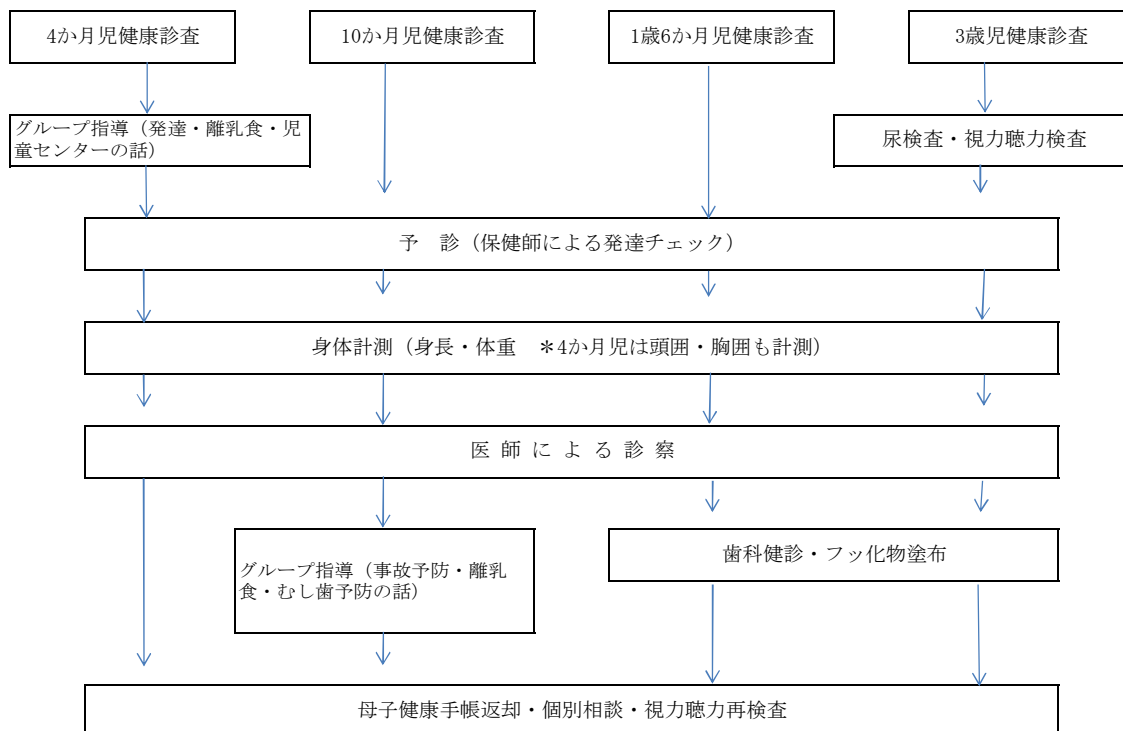 4か月児健康診査
10か月児健康診査
1歳6か月児健康診査
3歳児健康診査
グループ指導（発達・離乳食・児
童センターの話）
尿検査・視力聴力検査
予　診（保健師による発達チェック）
身体計測（身長・体重　＊4か月児は頭囲・胸囲も計測）
医 師 に よ る 診 察
グループ指導（事故予防・離乳
食・むし歯予防の話）
歯科健診・フッ化物塗布
母子健康手帳返却・個別相談・視力聴力再検査